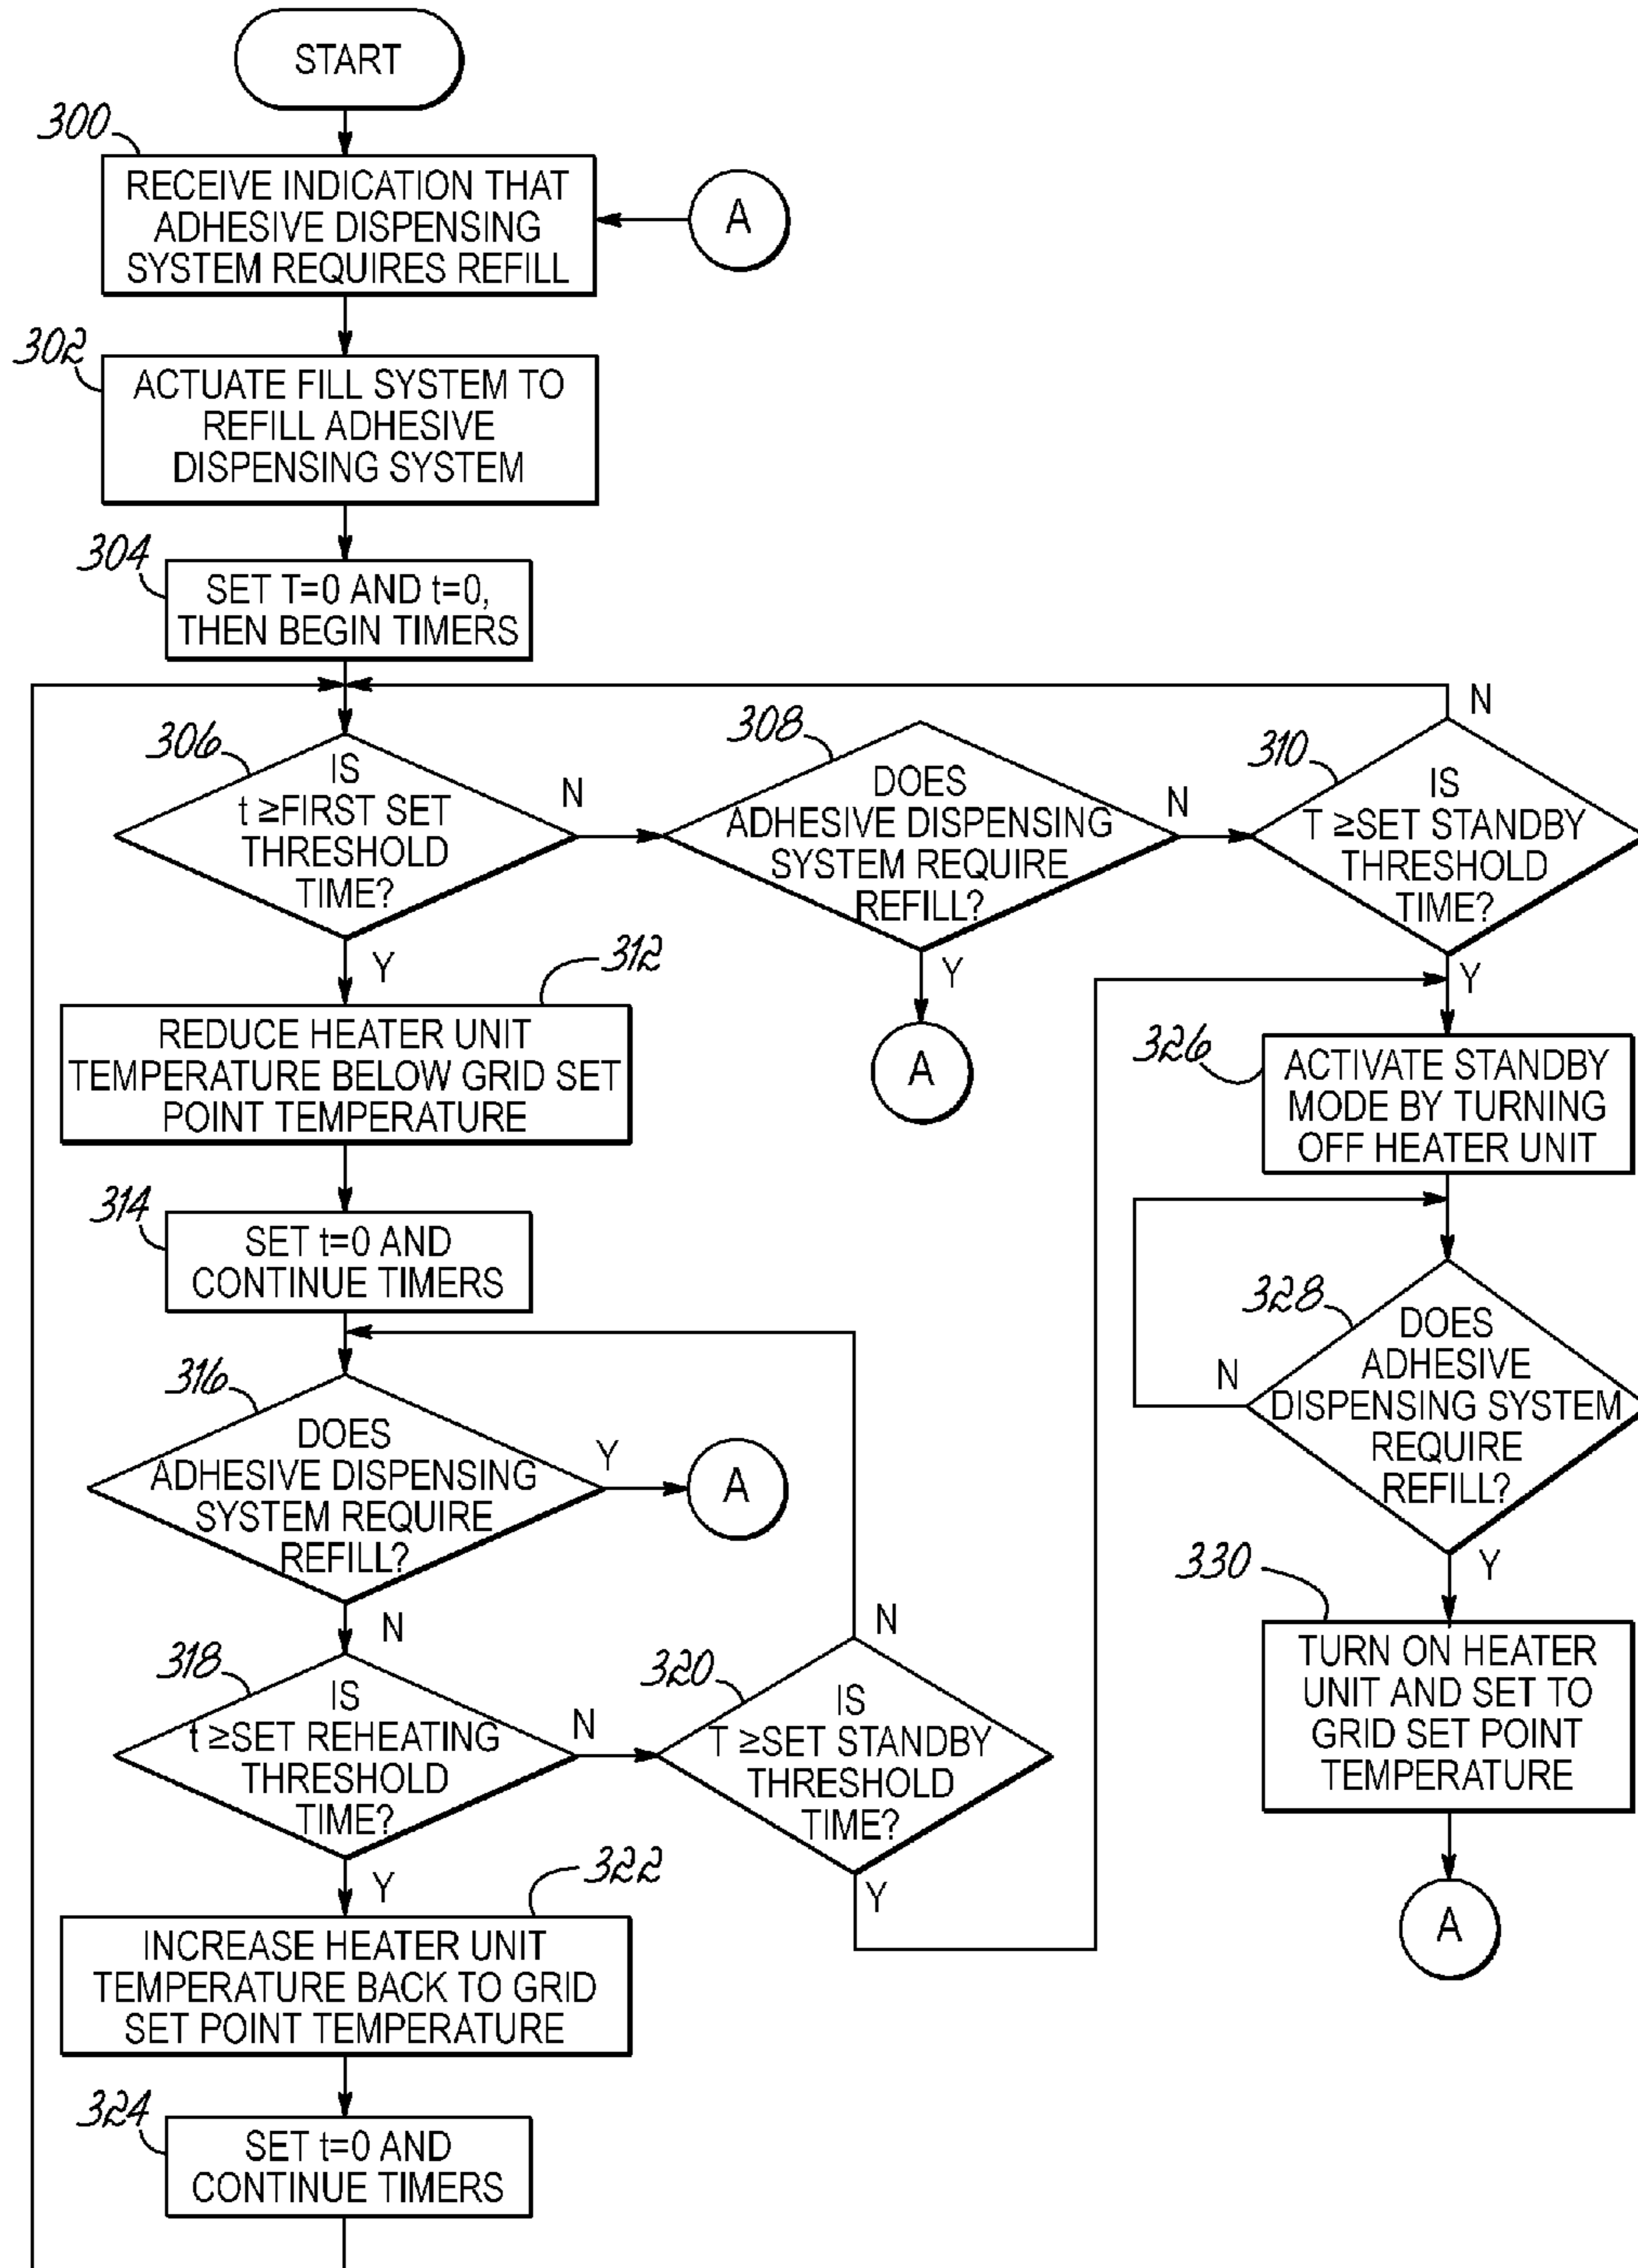 START
300
RECEIVE INDICATION THAT
ADHESIVE DISPENSING
SYSTEM REQUIRES REFILL
A
302
ACTUATE FILL SYSTEM TO
REFILL ADHESIVE
DISPENSING SYSTEM
304
SET T=0 AND t=0,
THEN BEGIN TIMERS
306
IS
t ≥FIRST SET
THRESHOLD
TIME?
N
Y
308
DOES
ADHESIVE DISPENSING
SYSTEM REQUIRE
REFILL?
N
Y
A
310
IS
T ≥SET STANDBY
THRESHOLD
TIME?
N
Y
312
REDUCE HEATER UNIT
TEMPERATURE BELOW GRID SET
POINT TEMPERATURE
314
SET t=0 AND
CONTINUE TIMERS
316
DOES
ADHESIVE DISPENSING
SYSTEM REQUIRE
REFILL?
Y
A
N
318
IS
t ≥SET REHEATING
THRESHOLD
TIME?
N
Y
320
IS
T ≥SET STANDBY
THRESHOLD
TIME?
N
Y
322
INCREASE HEATER UNIT
TEMPERATURE BACK TO GRID
SET POINT TEMPERATURE
324
SET t=0 AND
CONTINUE TIMERS
326
ACTIVATE STANDBY
MODE BY TURNING
OFF HEATER UNIT
328
DOES
ADHESIVE
DISPENSING SYSTEM
REQUIRE
REFILL?
N
Y
330
TURN ON HEATER
UNIT AND SET TO
GRID SET POINT
TEMPERATURE
A